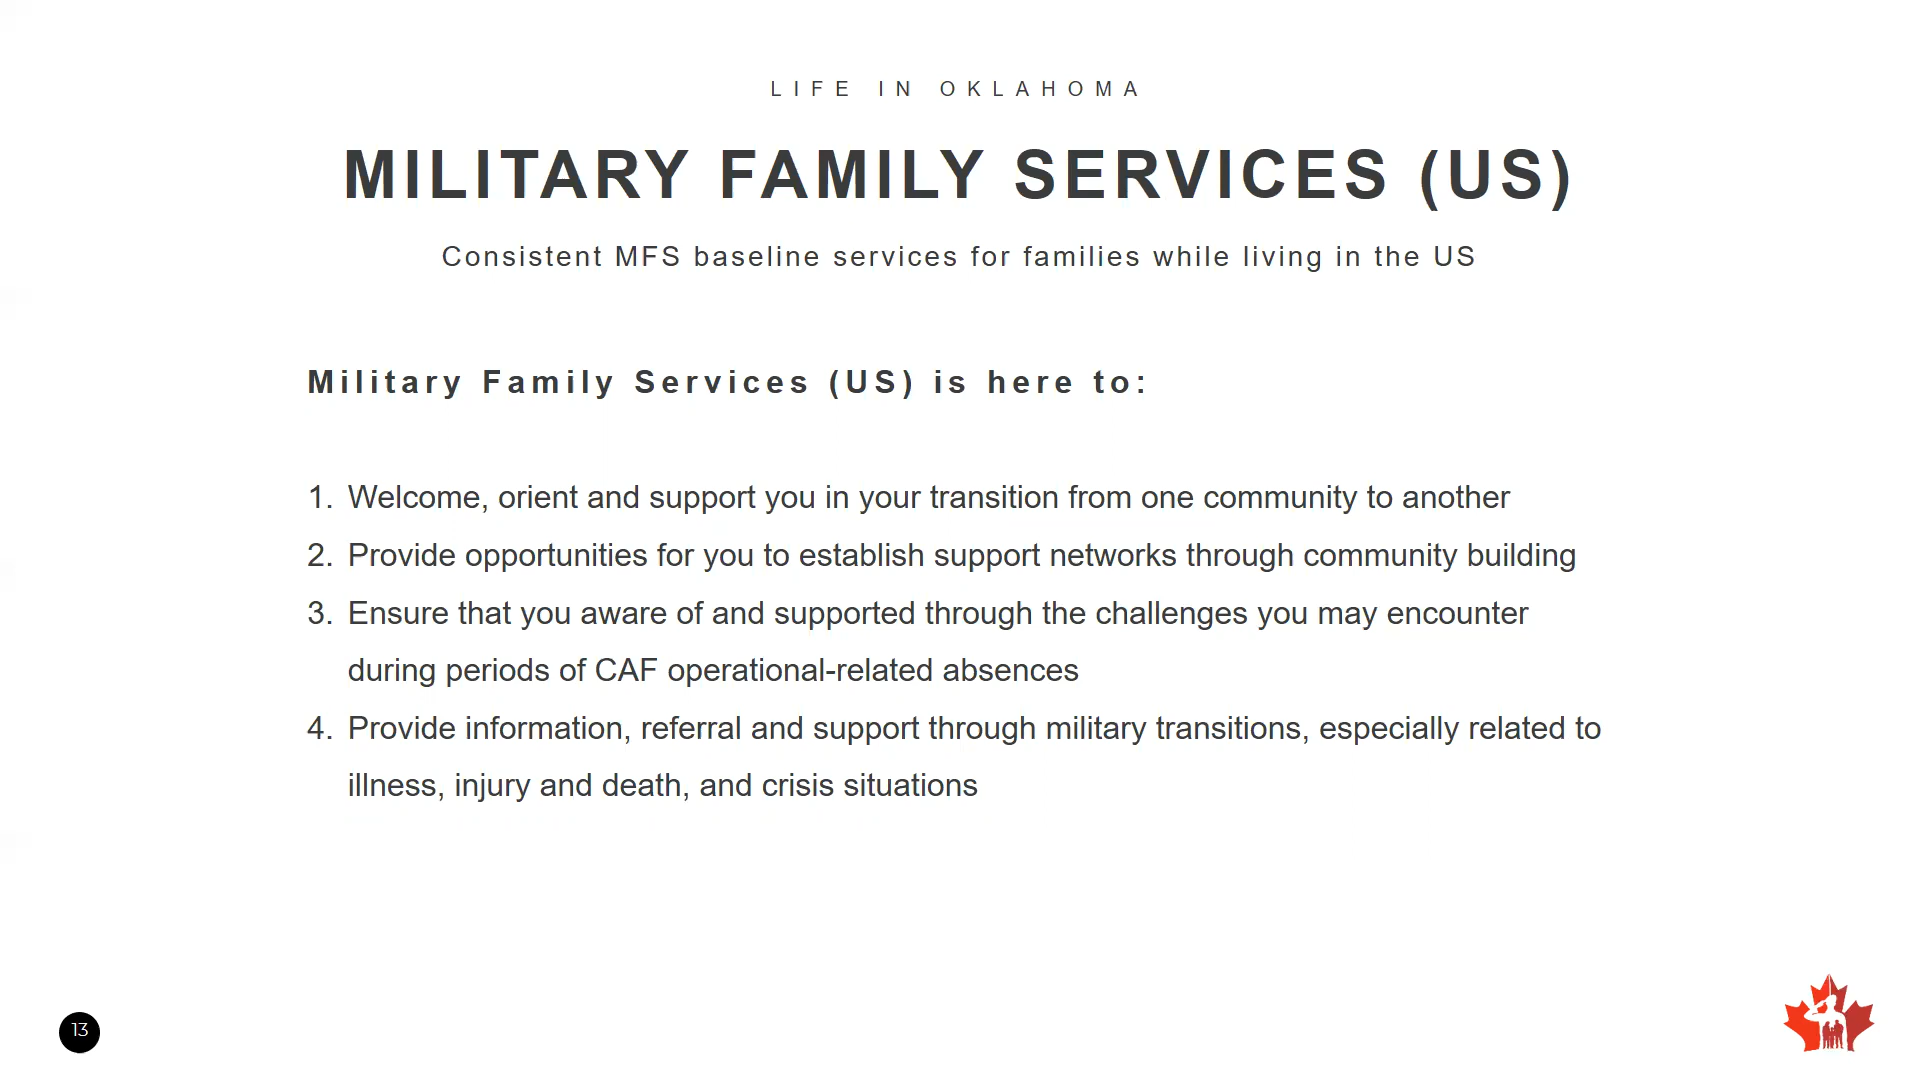 LIFE IN OKLAHOMA
MILITARY FAMILY SERVICES (US)
Consistent MFS baseline services for families while living in the US
Military Family Services (US) is here to:
1. Welcome, orient and support you in your transition from one community to another
2. Provide opportunities for you to establish support networks through community building
3. Ensure that you aware of and supported through the challenges you may encounter
during periods of CAF operational-related absences
4. Provide information, referral and support through military transitions, especially related to
illness, injury and death, and crisis situations
13